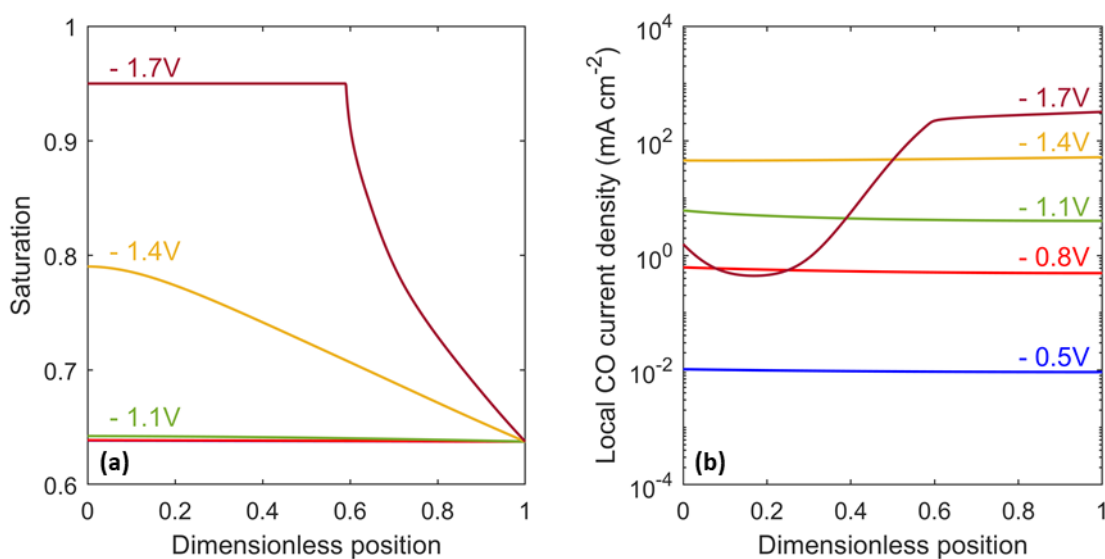 1
0.9
0.8
0.7
0.6
0
0.2
0.4
0.6
0.8
1
Saturation
Dimensionless position
- 1.7V
- 1.4V
- 1.1V
(a)
10^4
10^2
10^0
10^-2
10^-4
0
0.2
0.4
0.6
0.8
1
Local CO current density (mA cm^-2)
Dimensionless position
- 1.7V
- 1.4V
- 1.1V
- 0.8V
- 0.5V
(b)